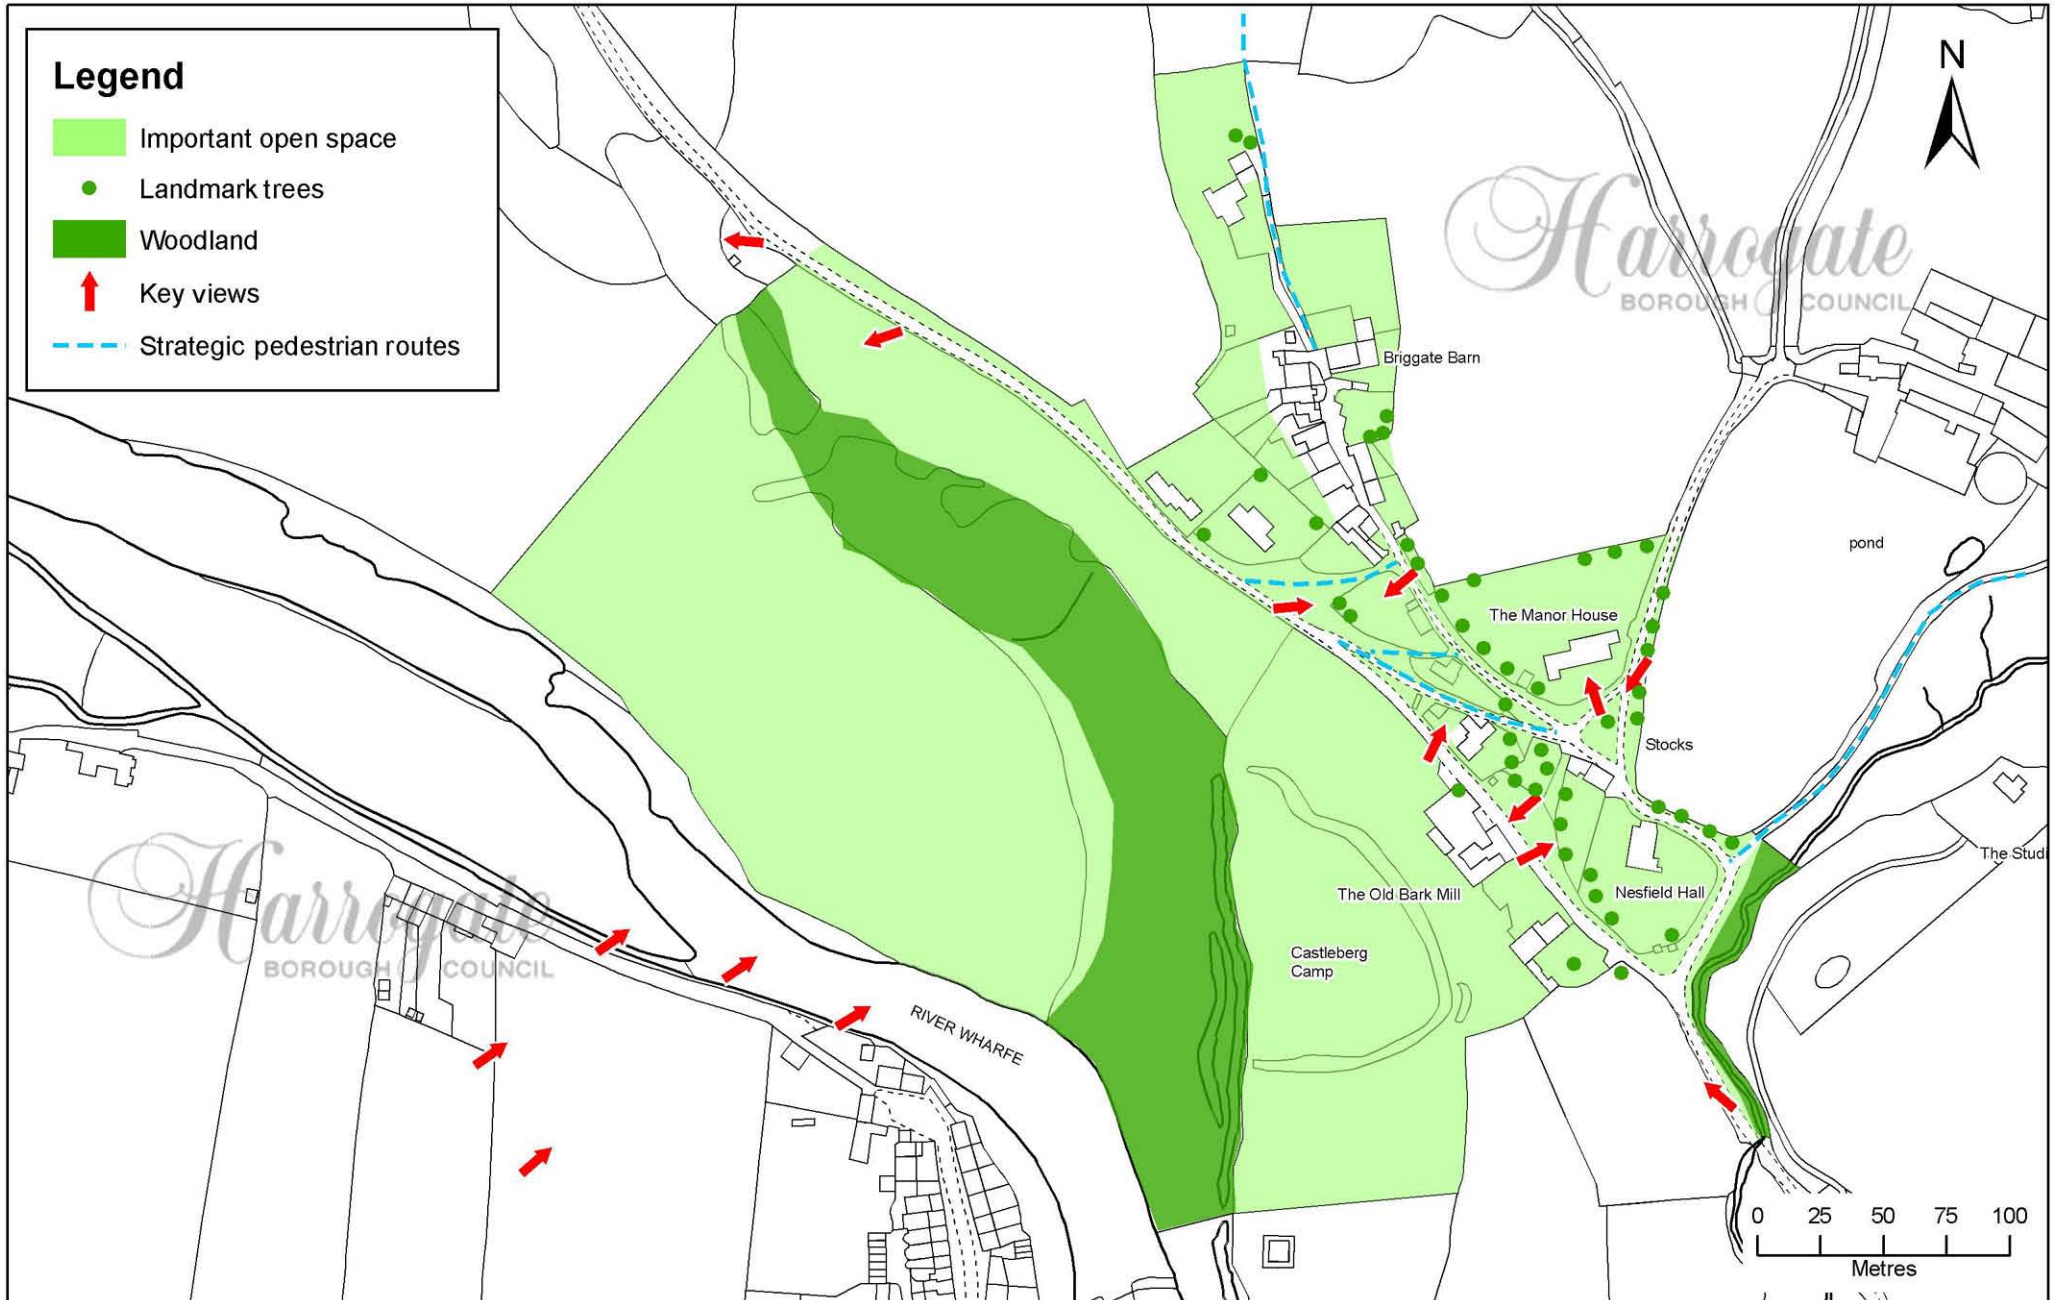 Legend
Important open space
Landmark trees
Woodland
Key views
Strategic pedestrian routes
N
Harrogate
BOROUGH COUNCIL
Briggate Barn
pond
The Manor House
Stocks
The Studi
The Old Bark Mill
Nesfield Hall
Castleberg
Camp
Harrogate
BOROUGH COUNCIL
RIVER WHARFE
0 25 50 75 100
Metres